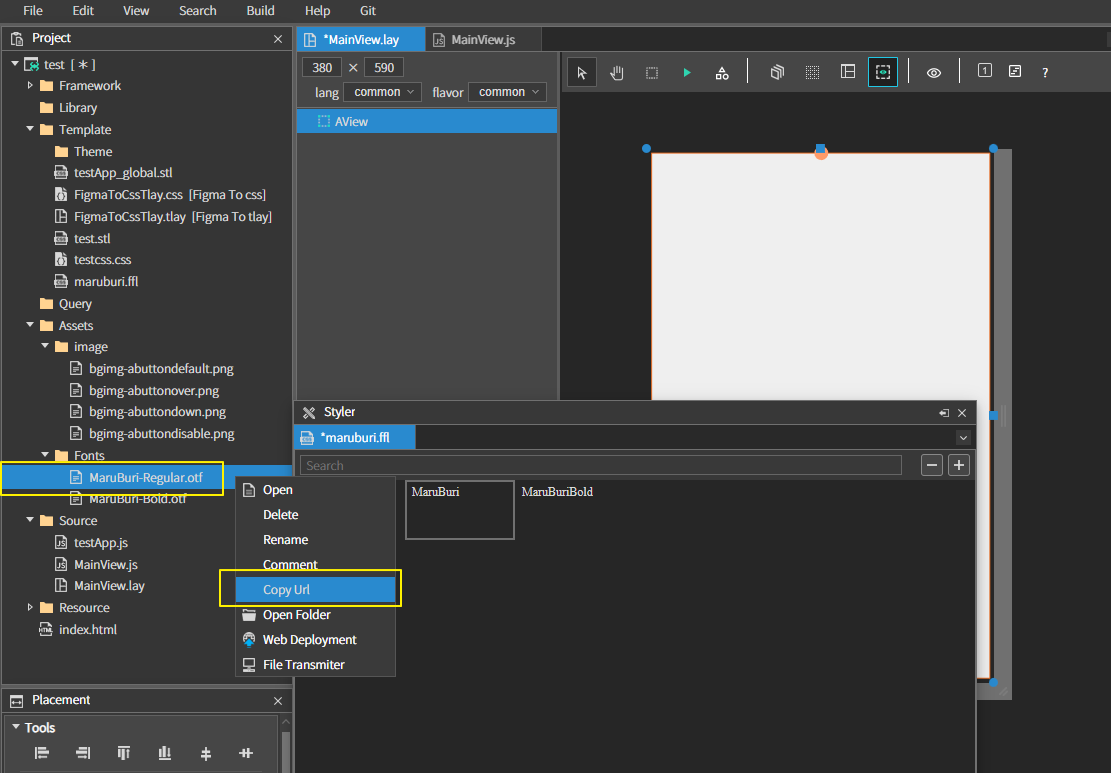 File Edit View Search Build Help Git
Project
test [ * ]
Framework
Library
Template
Theme
testApp_global.stl
FigmaToCssTlay.css [Figma To css]
FigmaToCssTlay.tlay [Figma To tlay]
test.stl
testcss.css
maruburi.ffl
Query
Assets
image
bgimg-abuttondefault.png
bgimg-abuttonover.png
bgimg-abuttondown.png
bgimg-abuttondisable.png
Fonts
MaruBuri-Regular.otf
MaruBuri-Bold.otf
Source
testApp.js
MainView.js
MainView.lay
Resource
index.html
Placement
Tools
*MainView.lay
MainView.js
380 × 590
lang common flavor common
AView
1 ?
Styler
*maruburi.ffl
Search
MaruBuri MaruBuriBold
Open
Delete
Rename
Comment
Copy Url
Open Folder
Web Deployment
File Transmiter